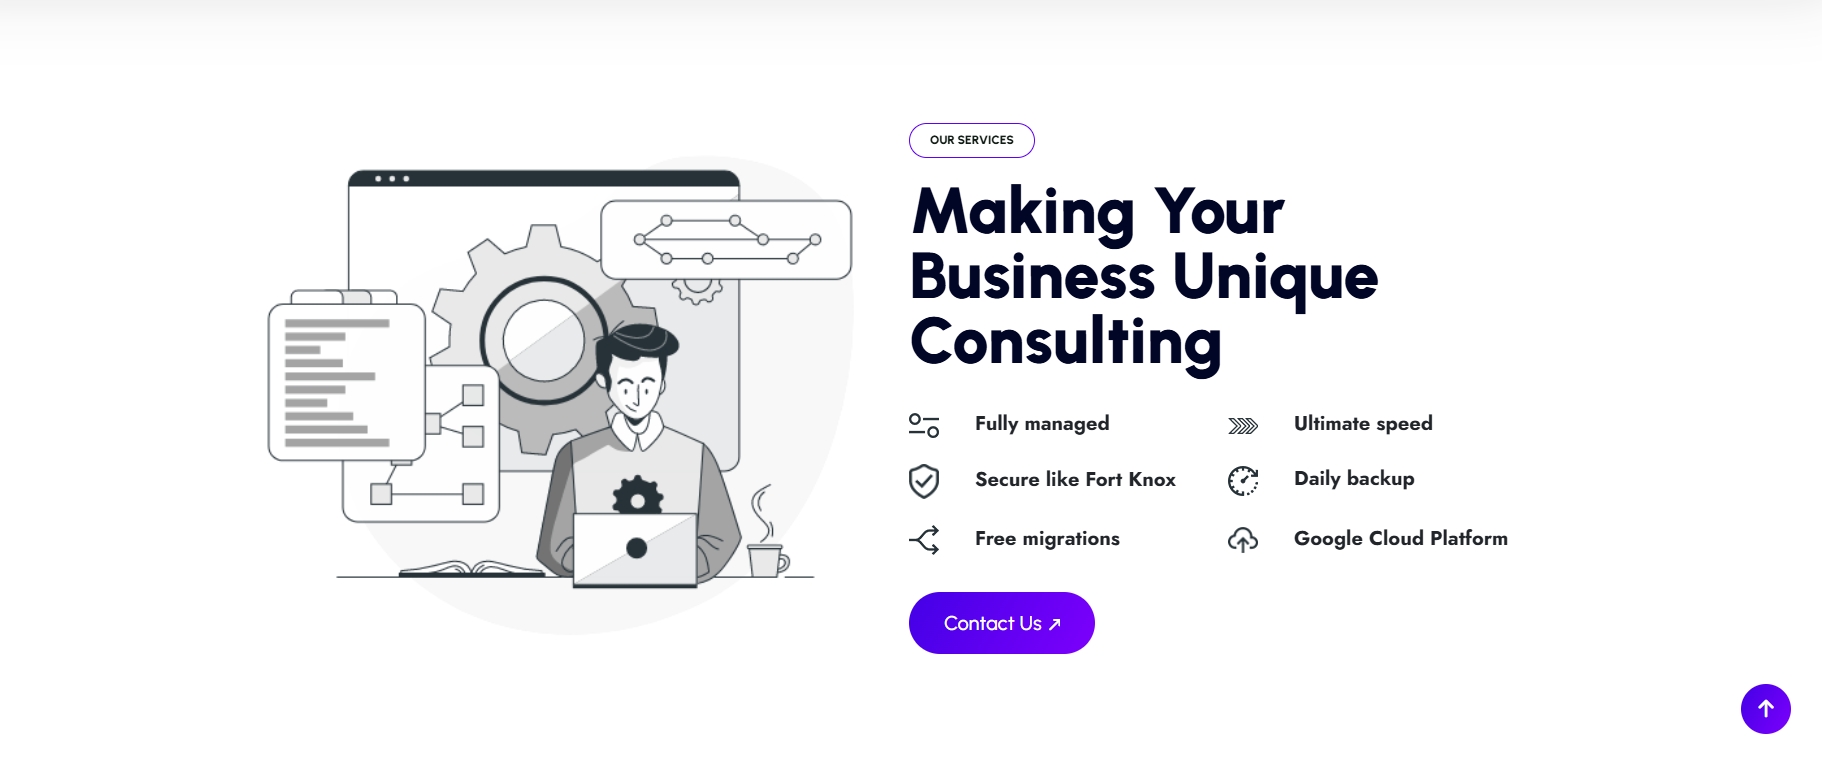 OUR SERVICES
Making Your
Business Unique
Consulting
Fully managed
Ultimate speed
Secure like Fort Knox
Daily backup
Free migrations
Google Cloud Platform
Contact Us ↗